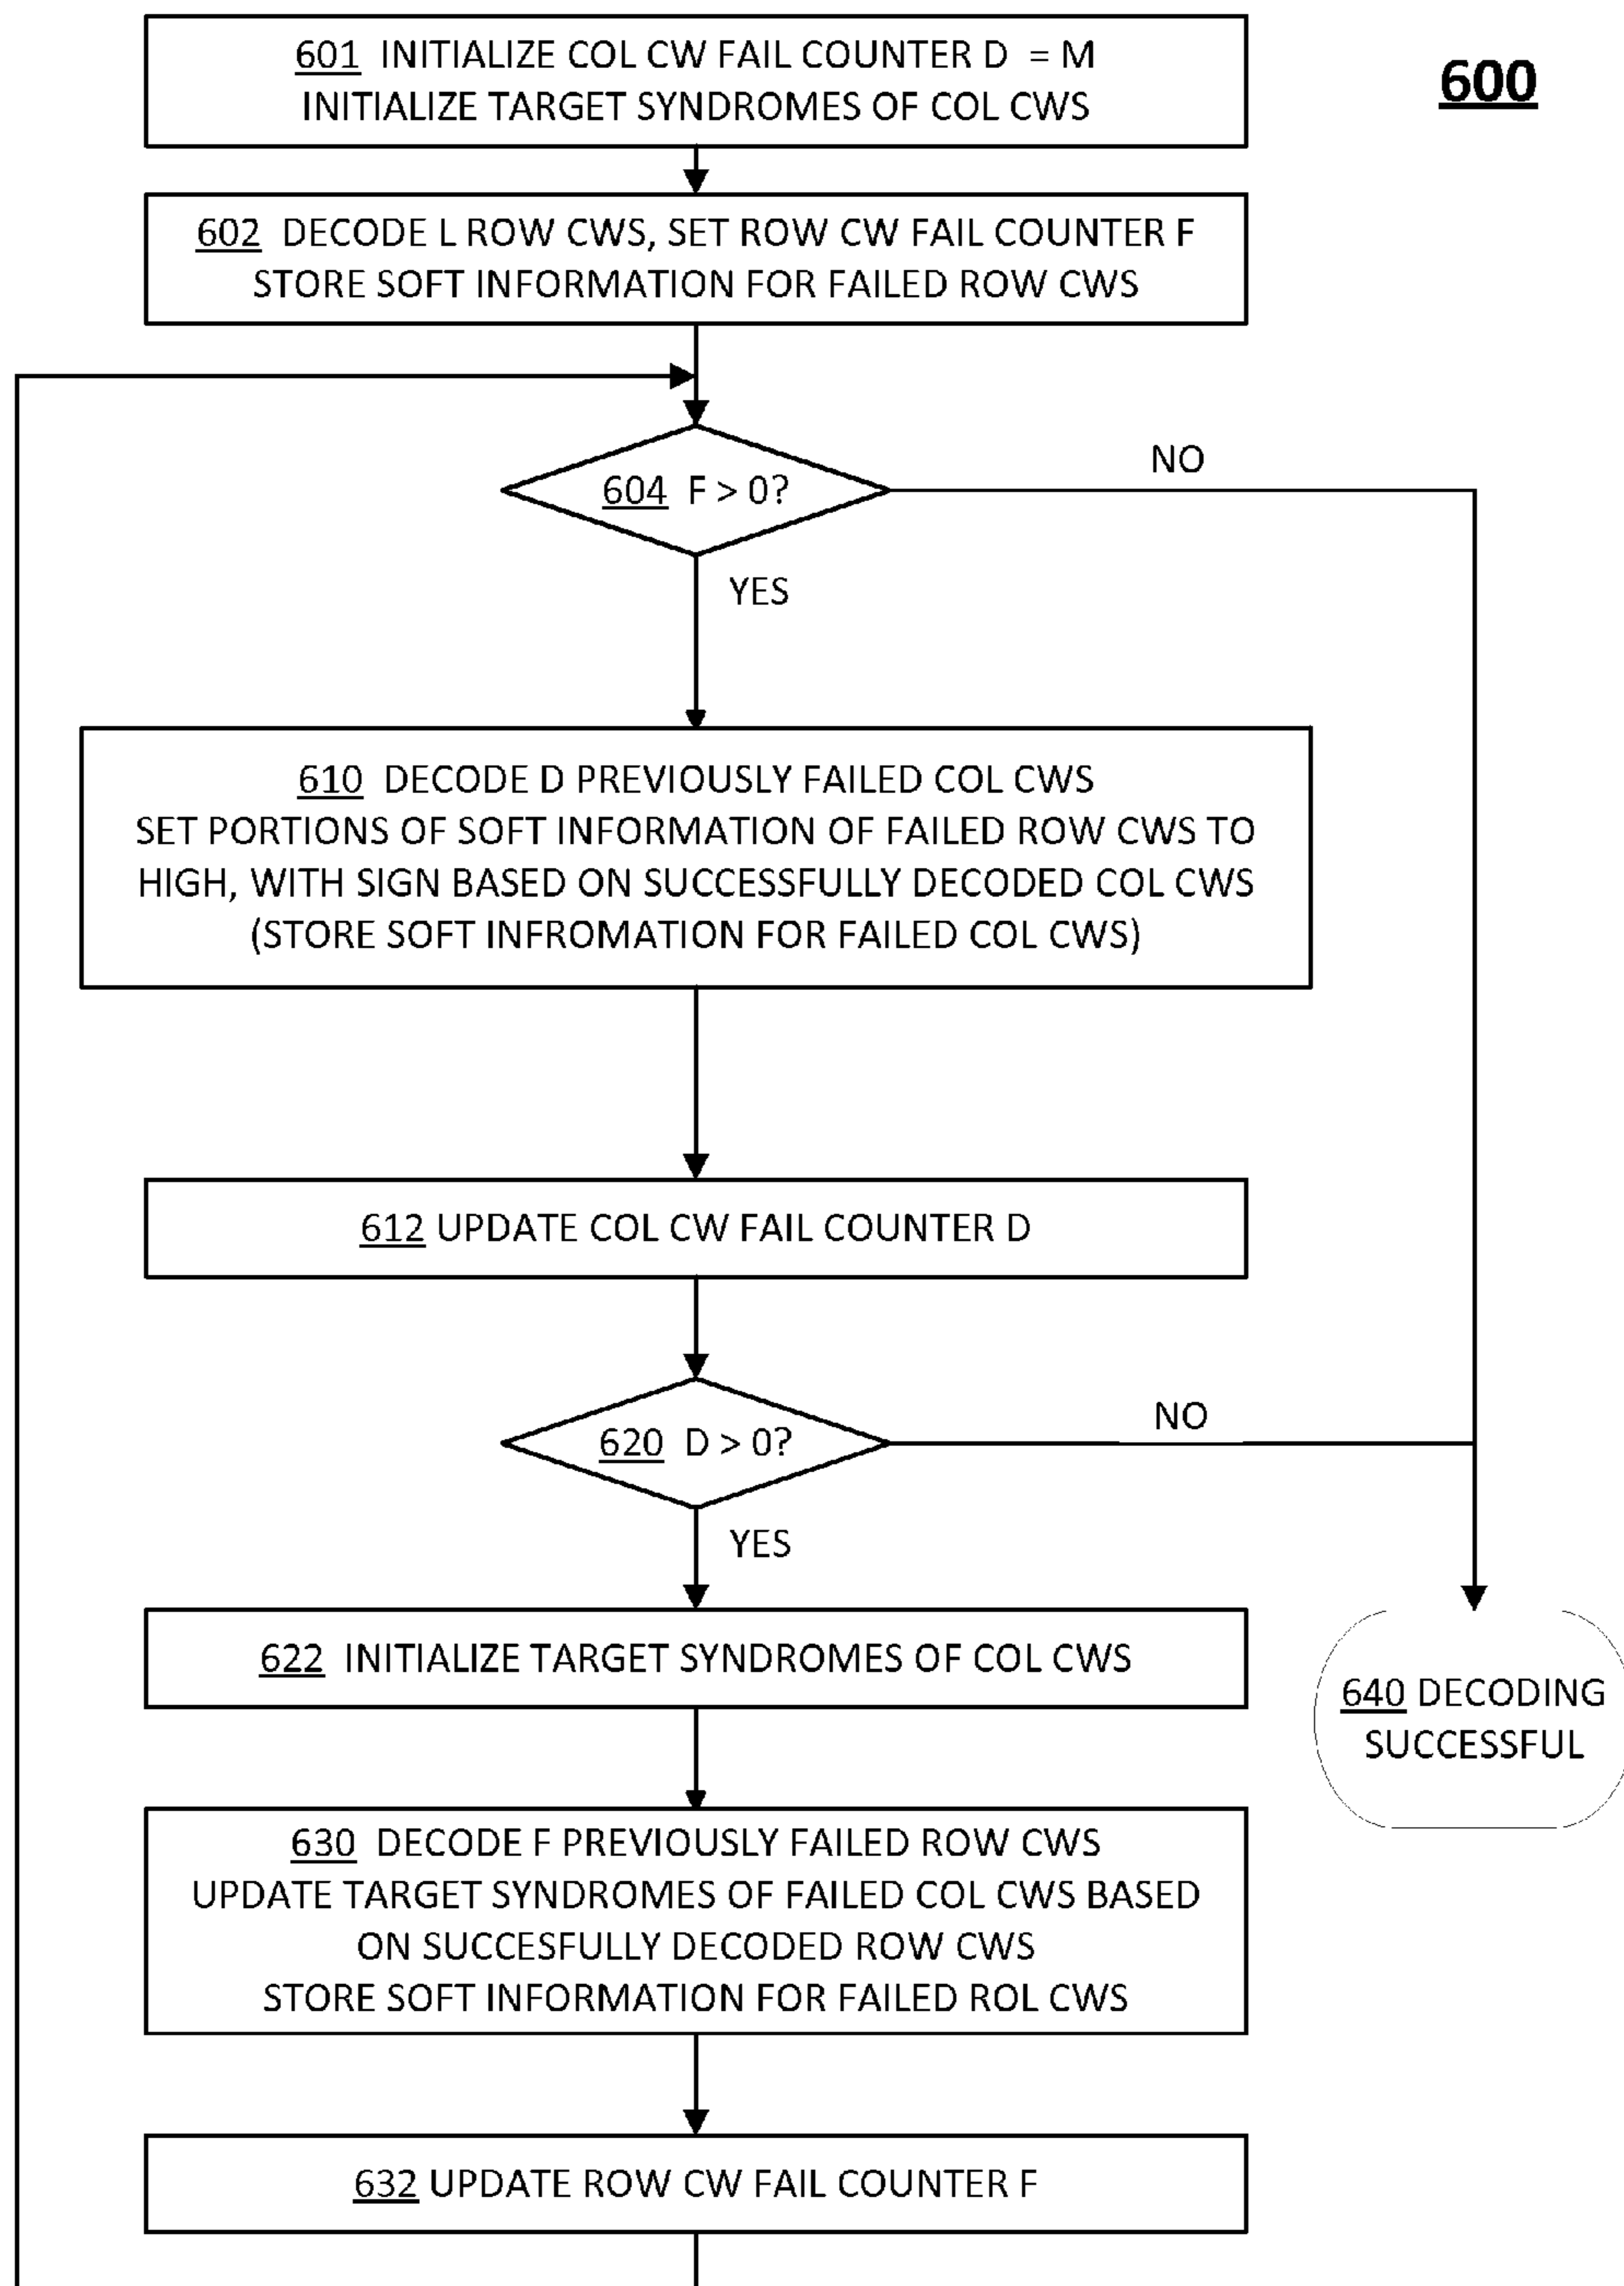 601 INITIALIZE COL CW FAIL COUNTER D = M
INITIALIZE TARGET SYNDROMES OF COL CWS
600
602 DECODE L ROW CWS, SET ROW CW FAIL COUNTER F
STORE SOFT INFORMATION FOR FAILED ROW CWS
NO
604 F > 0?
YES
610 DECODE D PREVIOUSLY FAILED COL CWS
SET PORTIONS OF SOFT INFORMATION OF FAILED ROW CWS TO
HIGH, WITH SIGN BASED ON SUCCESSFULLY DECODED COL CWS
(STORE SOFT INFROMATION FOR FAILED COL CWS)
612 UPDATE COL CW FAIL COUNTER D
NO
620 D > 0?
YES
622 INITIALIZE TARGET SYNDROMES OF COL CWS
640 DECODING
SUCCESSFUL
630 DECODE F PREVIOUSLY FAILED ROW CWS
UPDATE TARGET SYNDROMES OF FAILED COL CWS BASED
ON SUCCESFULLY DECODED ROW CWS
STORE SOFT INFORMATION FOR FAILED ROL CWS
632 UPDATE ROW CW FAIL COUNTER F